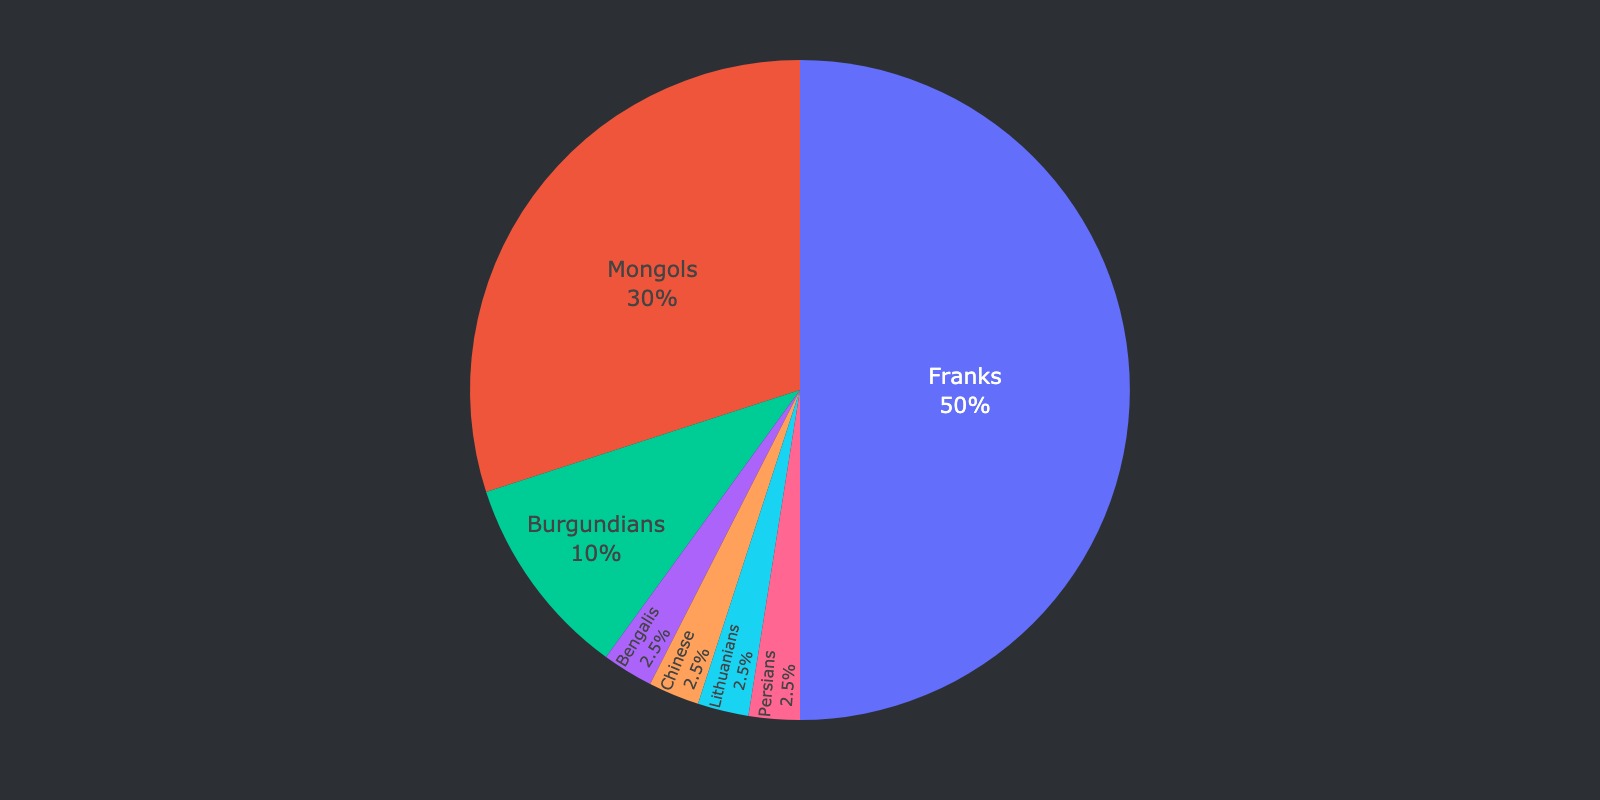 Franks
50%
Mongols
30%
Burgundians
10%
Bengalis
2.5%
Chinese
2.5%
Lithuanians
2.5%
Persians
2.5%